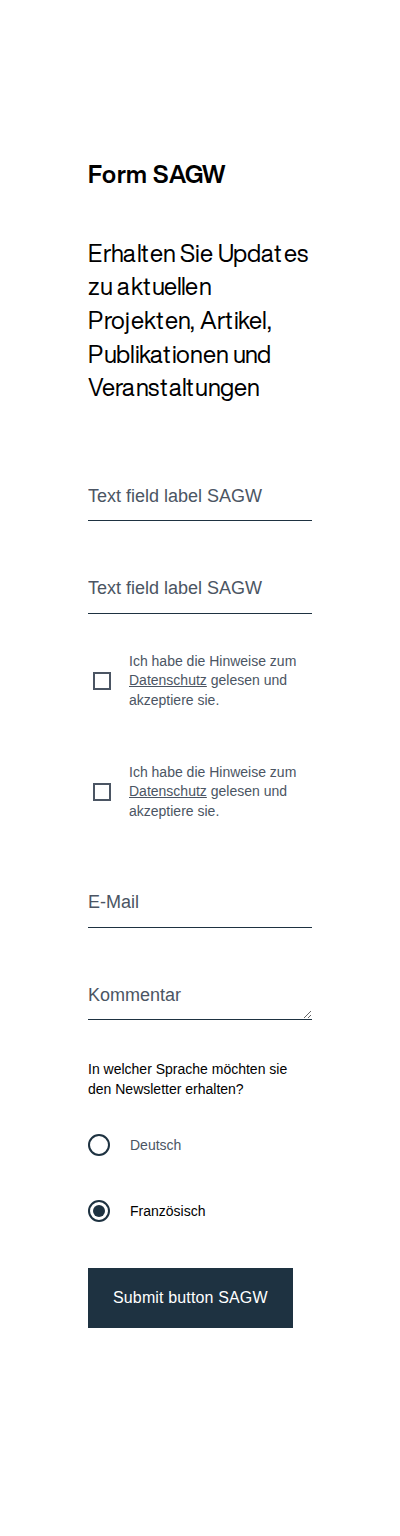 Form SAGW
Erhalten Sie Updates
zu aktuellen
Projekten, Artikel,
Publikationen und
Veranstaltungen
Text field label SAGW
Text field label SAGW
Ich habe die Hinweise zum
Datenschutz gelesen und
akzeptiere sie.
Ich habe die Hinweise zum
Datenschutz gelesen und
akzeptiere sie.
E-Mail
Kommentar
In welcher Sprache möchten sie
den Newsletter erhalten?
Deutsch
Französisch
Submit button SAGW